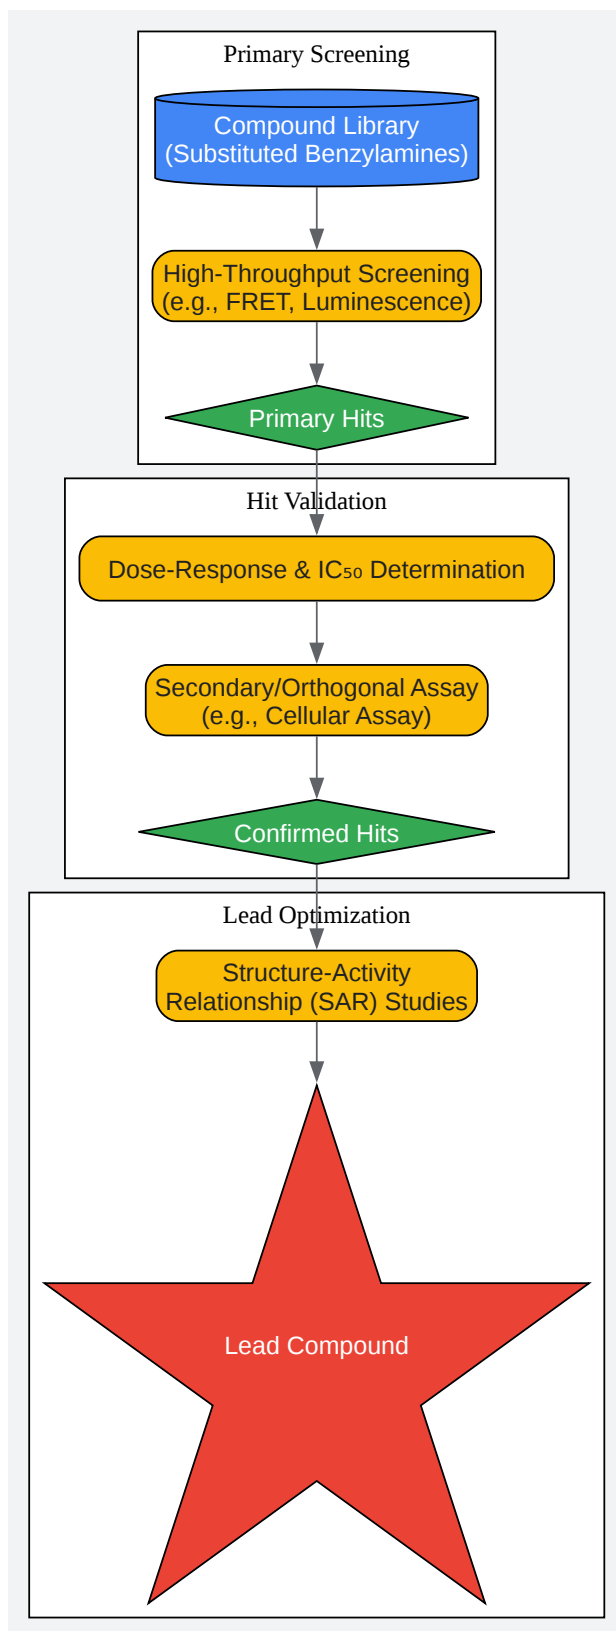 Primary Screening
Compound Library
(Substituted Benzylamines)
High-Throughput Screening
(e.g., FRET, Luminescence)
Primary Hits
Hit Validation
Dose-Response & IC₅₀ Determination
Secondary/Orthogonal Assay
(e.g., Cellular Assay)
Confirmed Hits
Lead Optimization
Structure-Activity
Relationship (SAR) Studies
Lead Compound